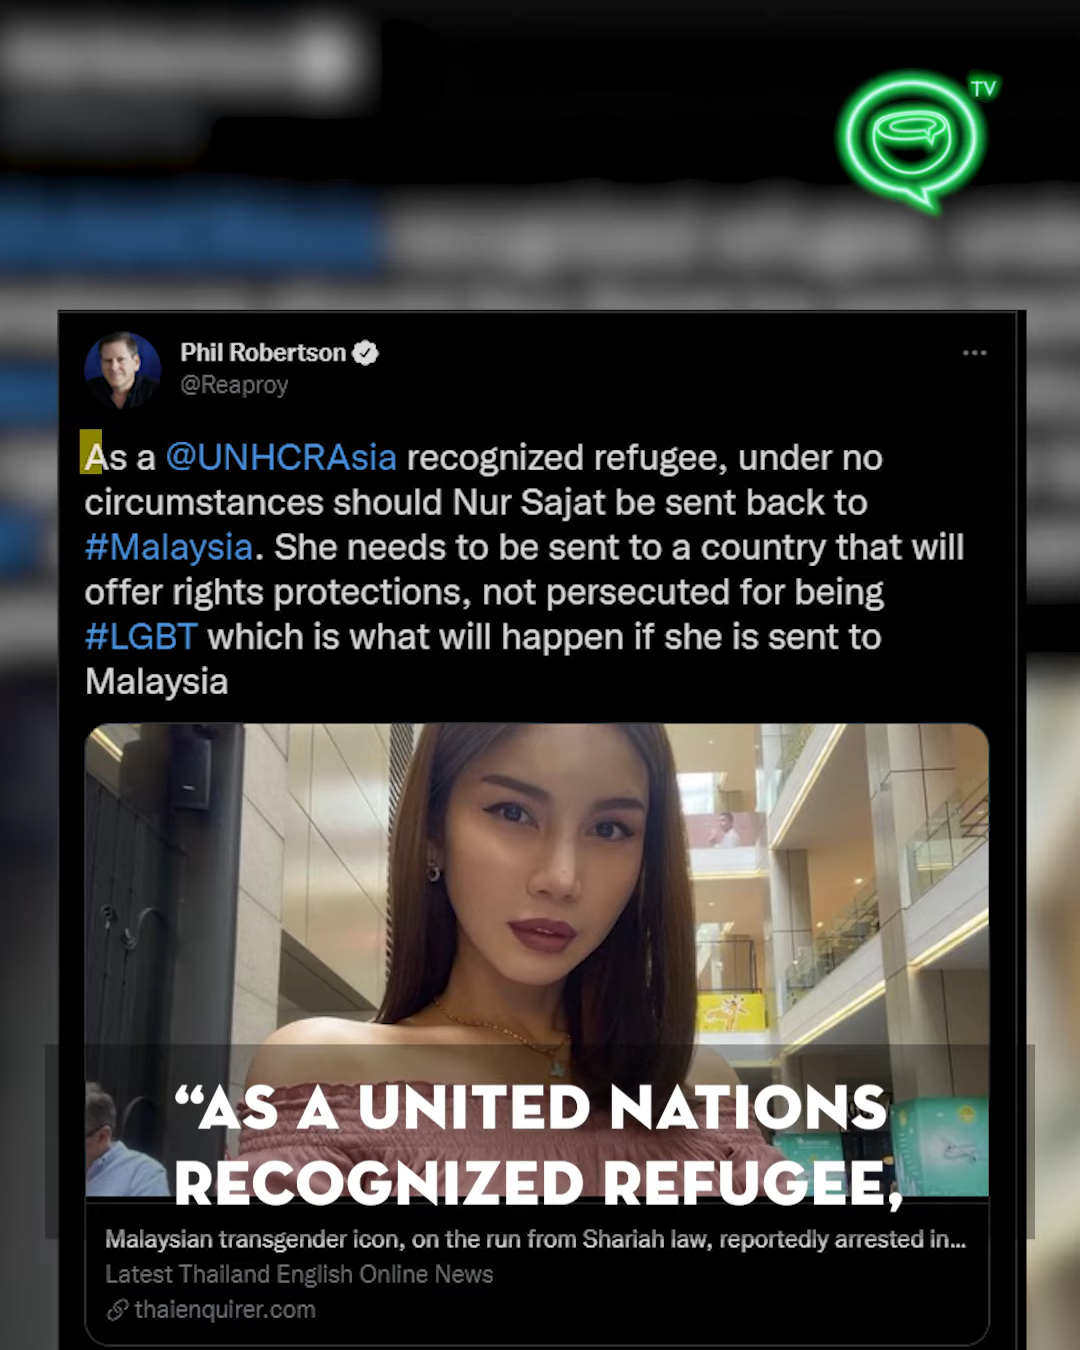 TV
Phil Robertson
@Reaproy
As a @UNHCRAsia recognized refugee, under no
circumstances should Nur Sajat be sent back to
#Malaysia. She needs to be sent to a country that will
offer rights protections, not persecuted for being
#LGBT which is what will happen if she is sent to
Malaysia
“AS A UNITED NATIONS
RECOGNIZED REFUGEE,
Malaysian transgender icon, on the run from Shariah law, reportedly arrested in...
Latest Thailand English Online News
thaienquirer.com